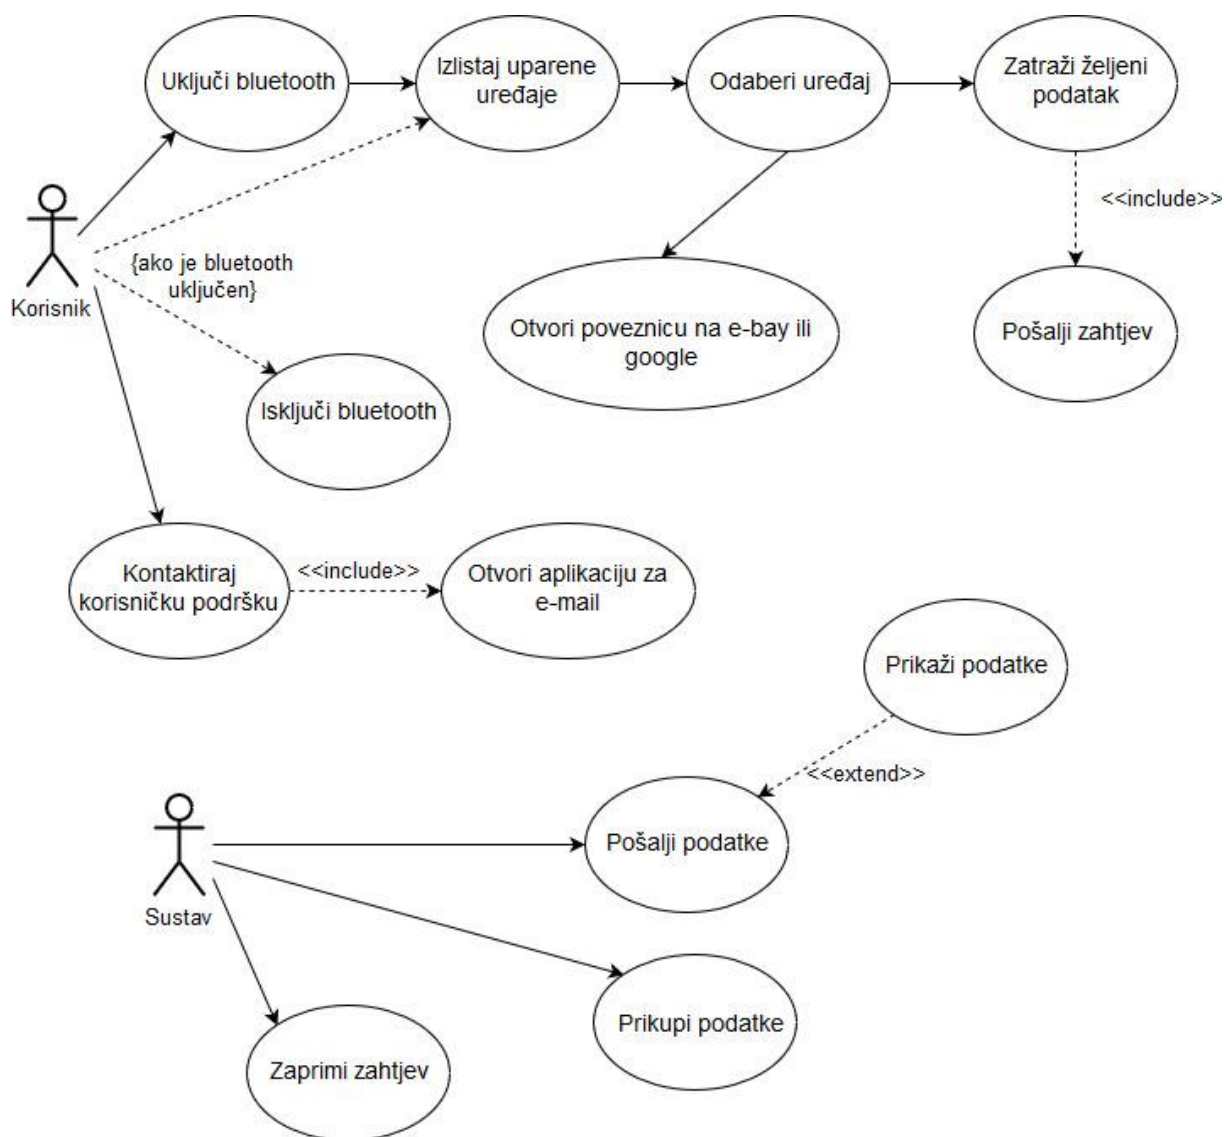 Uključi bluetooth
Izlistaj uparene
uređaje
Odaberi uređaj
Zatraži željeni
podatak
<<include>>
Korisnik
{ako je bluetooth
uključen}
Otvori poveznicu na e-bay ili
google
Pošalji zahtjev
Isključi bluetooth
Kontaktiraj
korisničku podršku
<<include>>
Otvori aplikaciju za
e-mail
Prikaži podatke
<<extend>>
Pošalji podatke
Sustav
Prikupi podatke
Zaprimi zahtjev